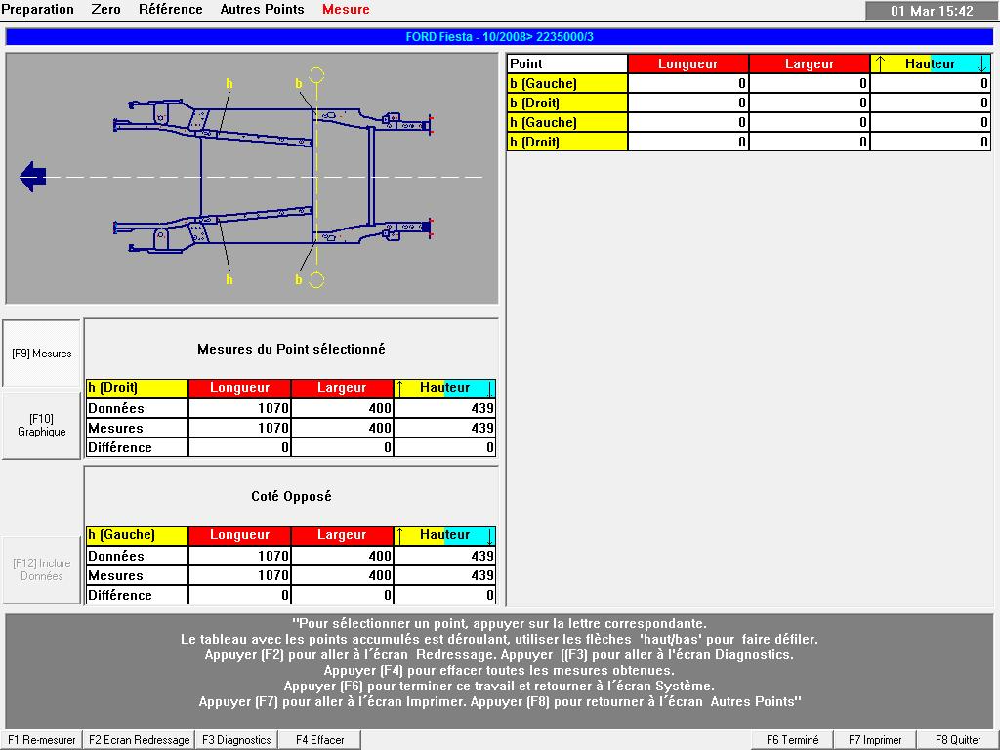 Preparation Zero Référence Autres Points Mesure 01 Mar 15:42
FORD Fiesta - 10/2008> 2235000/3
h b
h b
Point Longueur Largeur ↑ Hauteur ↓
b (Gauche) 0 0 0
b (Droit) 0 0 0
h (Gauche) 0 0 0
h (Droit) 0 0 0
[F9] Mesures
[F10]
Graphique
[F12] Inclure
Données
Mesures du Point sélectionné
h (Droit) Longueur Largeur ↑ Hauteur ↓
Données 1070 400 439
Mesures 1070 400 439
Différence 0 0 0
Coté Opposé
h (Gauche) Longueur Largeur ↑ Hauteur ↓
Données 1070 400 439
Mesures 1070 400 439
Différence 0 0 0
"Pour sélectionner un point, appuyer sur la lettre correspondante.
Le tableau avec les points accumulés est déroulant, utiliser les flèches 'haut/bas' pour faire défiler.
Appuyer (F2) pour aller à l´écran Redressage. Appuyer ((F3) pour aller à l'écran Diagnostics.
Appuyer (F4) pour effacer toutes les mesures obtenues.
Appuyer (F6) pour terminer ce travail et retourner à l´écran Système.
Appuyer (F7) pour aller à l´écran Imprimer. Appuyer (F8) pour retourner à l´écran Autres Points"
F1 Re-mesurer F2 Ecran Redressage F3 Diagnostics F4 Effacer F6 Terminé F7 Imprimer F8 Quitter